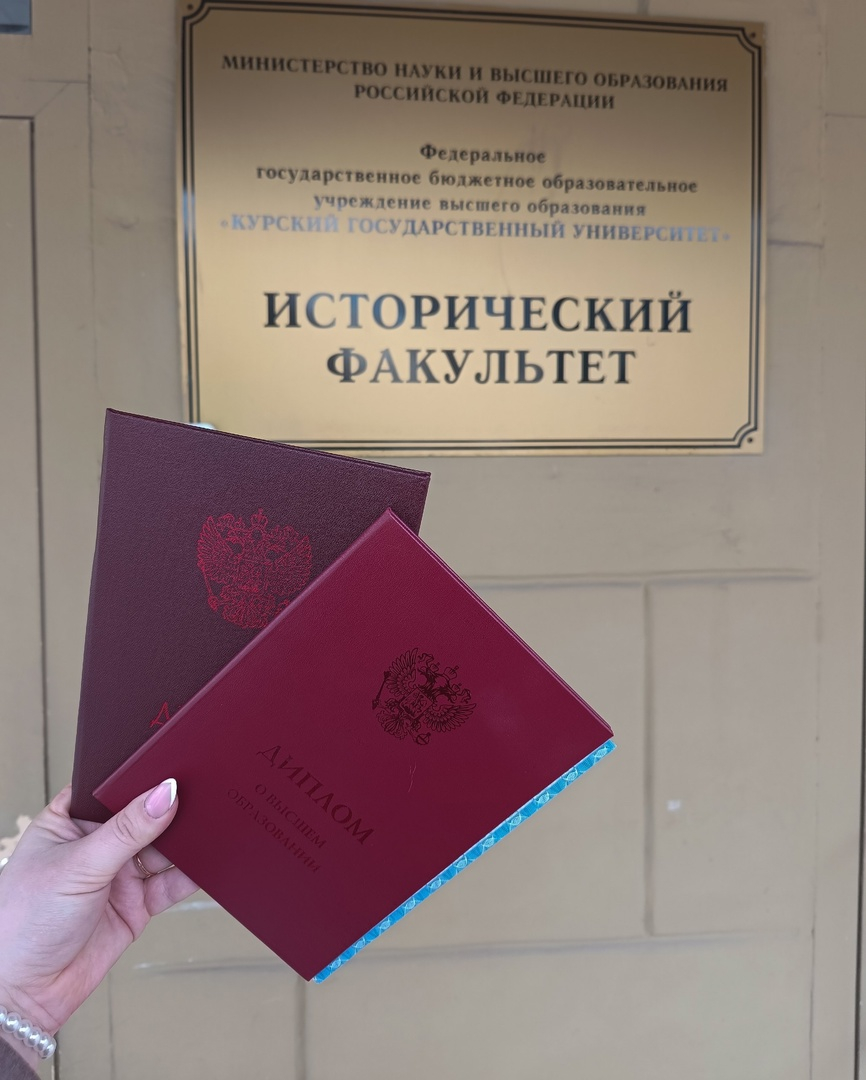 МИНИСТЕРСТВО НАУКИ И ВЫСШЕГО ОБРАЗОВАНИЯ
РОССИЙСКОЙ ФЕДЕРАЦИИ
Федеральное
государственное бюджетное образовательное
учреждение высшего образования
«КУРСКИЙ ГОСУДАРСТВЕННЫЙ УНИВЕРСИТЕТ»
ИСТОРИЧЕСКИЙ
ФАКУЛЬТЕТ
ДИПЛОМ
О ВЫСШЕМ
ОБРАЗОВАНИИ